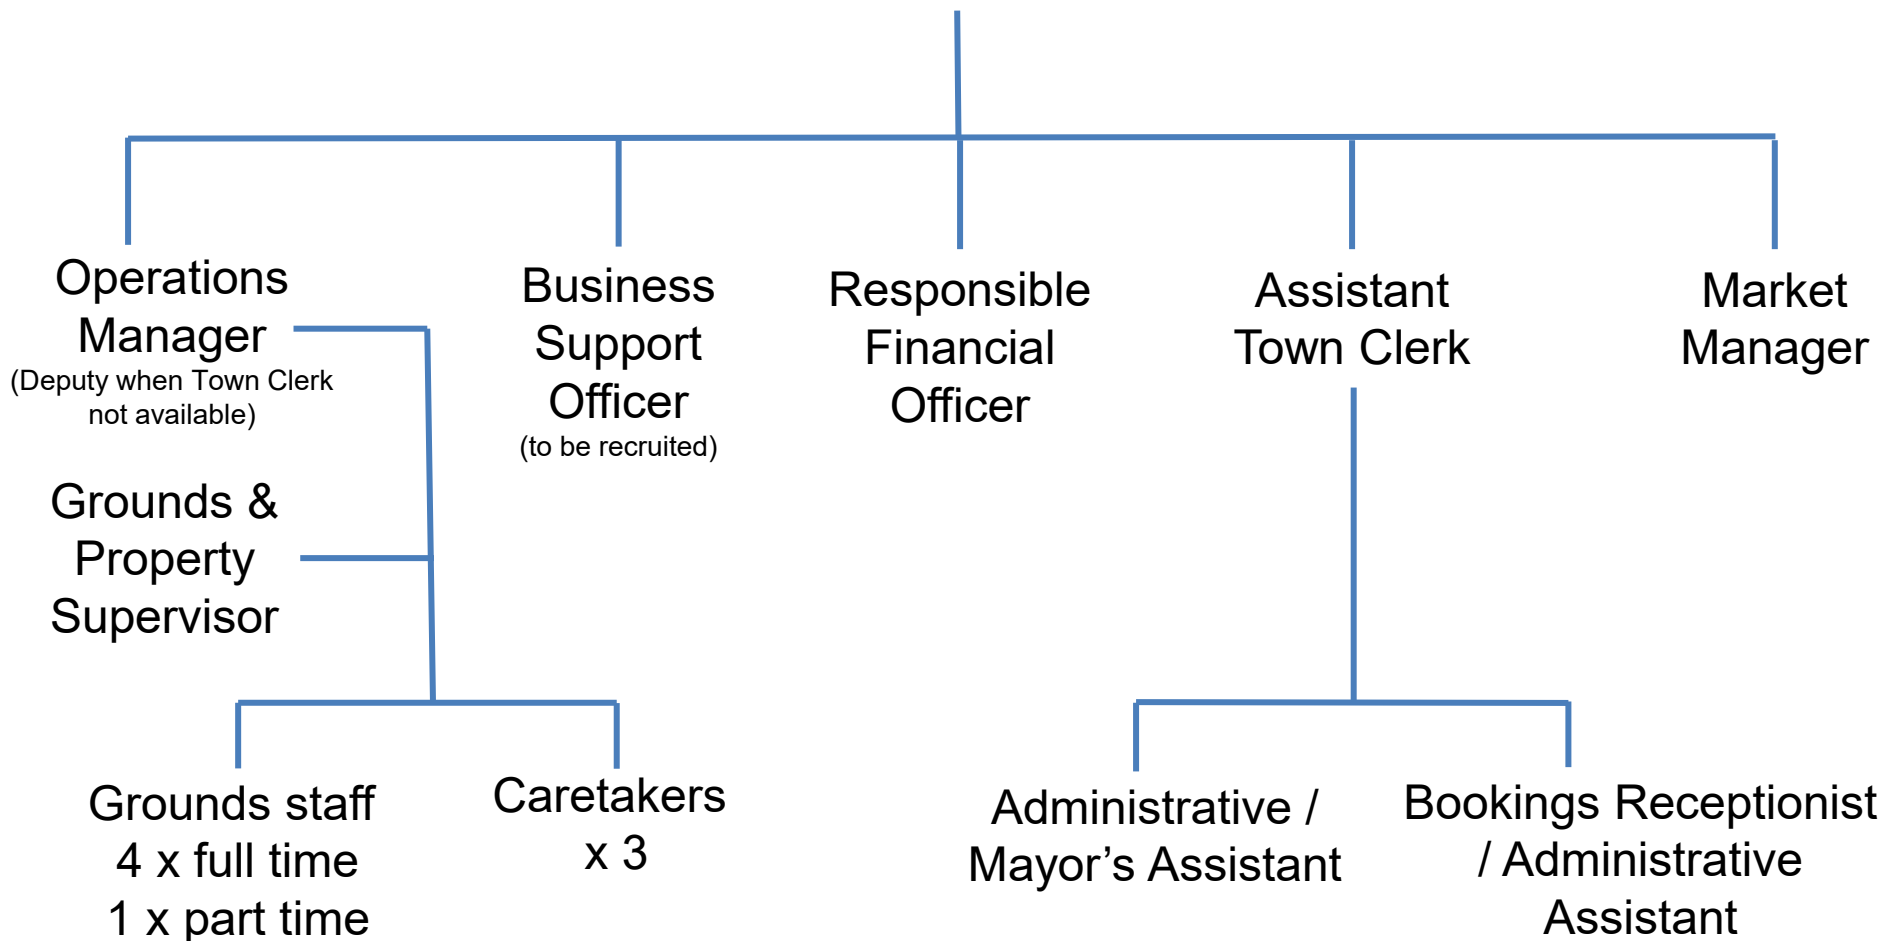 Operations
Manager
(Deputy when Town Clerk
not available)
Business
Support
Officer
(to be recruited)
Responsible
Financial
Officer
Assistant
Town Clerk
Market
Manager
Grounds &
Property
Supervisor
Grounds staff
4 x full time
1 x part time
Caretakers
x 3
Administrative /
Mayor’s Assistant
Bookings Receptionist
/ Administrative
Assistant